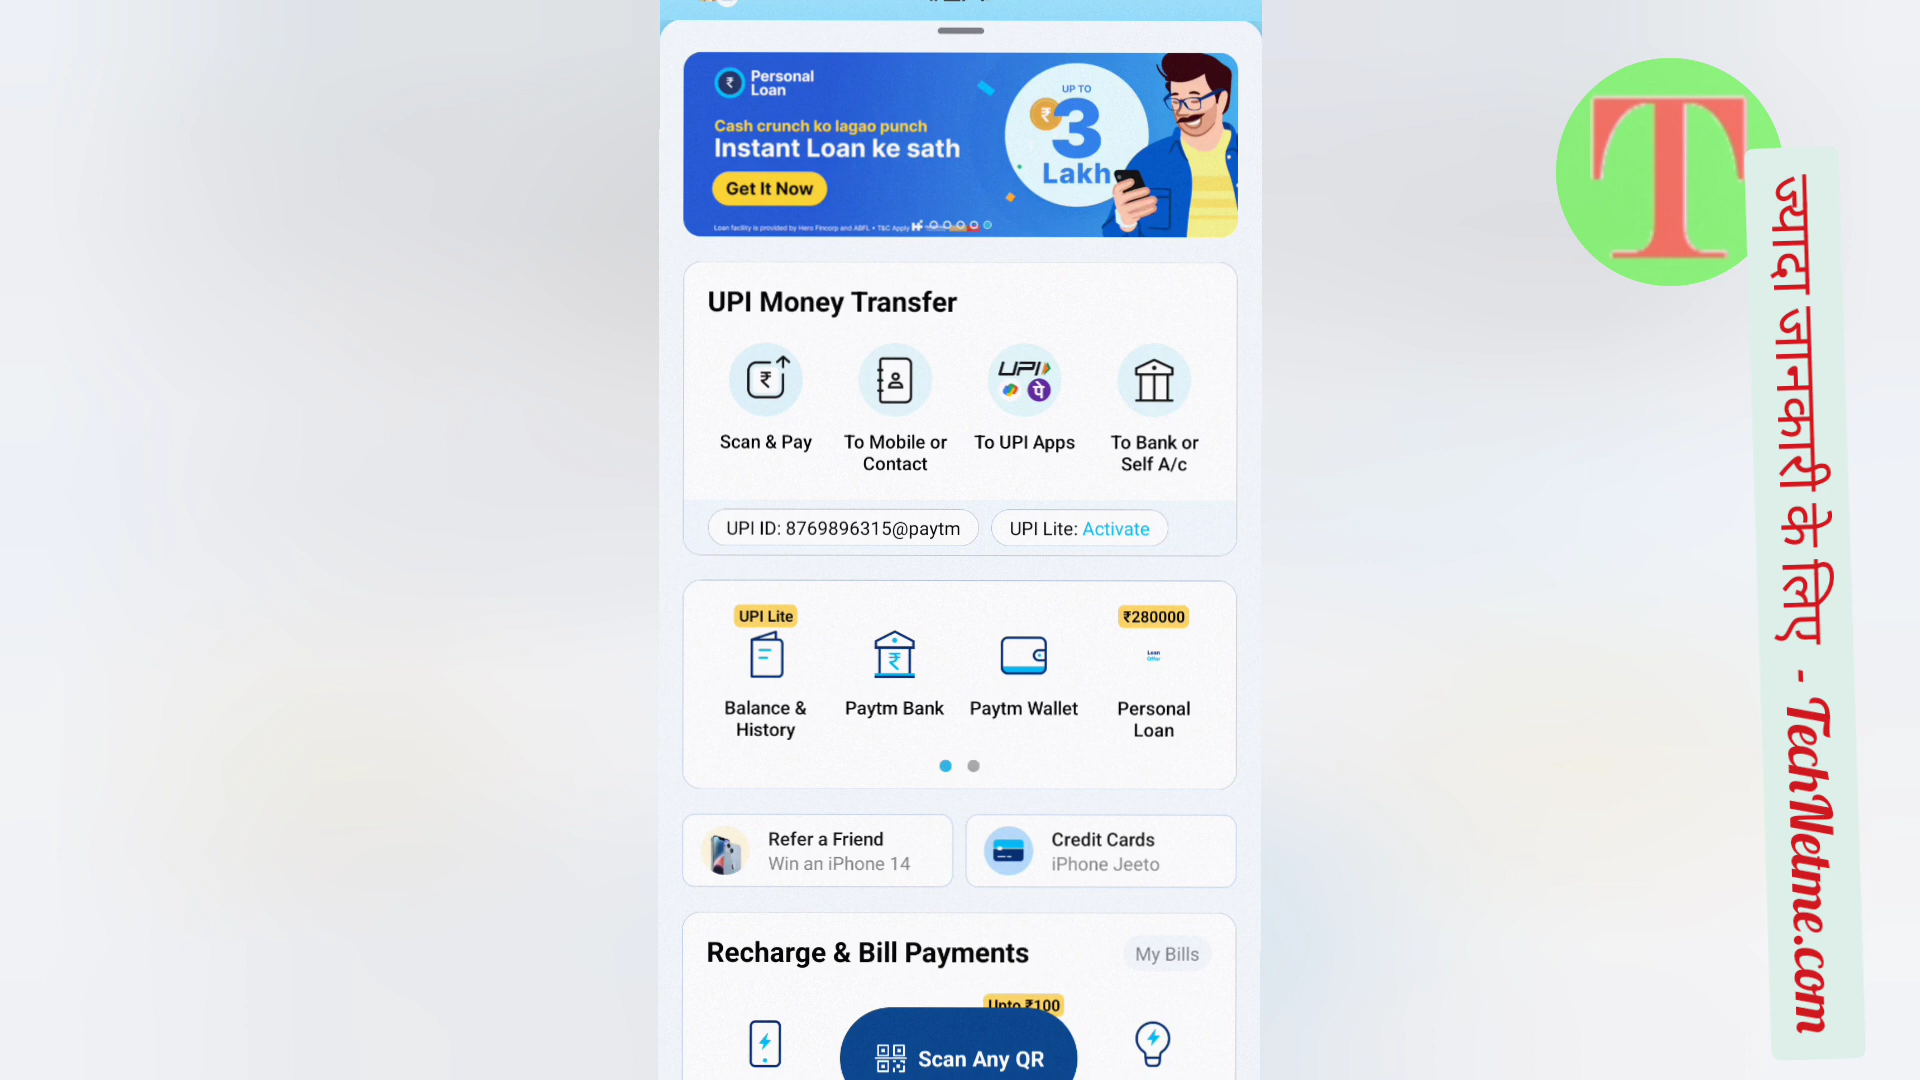 Personal
Loan
Cash crunch ko lagao punch
Instant Loan ke sath
Get It Now
Loan facility is provided by Hero Fincorp and ABFL • T&C Apply
UP TO
₹
3
Lakh
UPI Money Transfer
UPI
पे
Scan & Pay
To Mobile or
Contact
To UPI Apps
To Bank or
Self A/c
UPI ID: 8769896315@paytm
UPI Lite: Activate
UPI Lite
₹280000
Loan
Offer
Balance &
History
Paytm Bank
Paytm Wallet
Personal
Loan
Refer a Friend
Win an iPhone 14
Credit Cards
iPhone Jeeto
Recharge & Bill Payments
My Bills
Upto ₹100
Scan Any QR
T
ज्यादा जानकारी के लिए - TechNetme.com